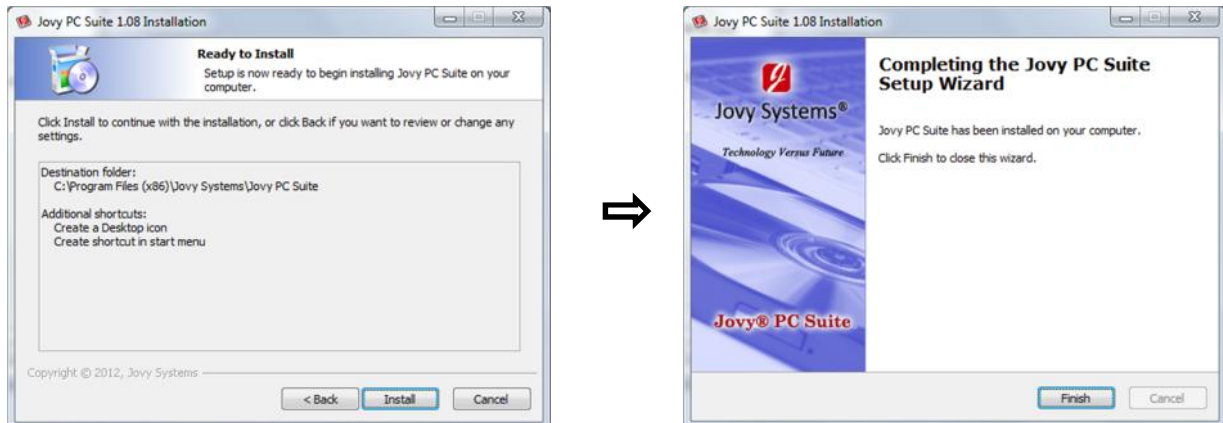 Jovy PC Suite 1.08 Installation
Ready to Install
Setup is now ready to begin installing Jovy PC Suite on your
computer.
Click Install to continue with the installation, or click Back if you want to review or change any
settings.
Destination folder:
C:\Program Files (x86)\Jovy Systems\Jovy PC Suite
Additional shortcuts:
Create a Desktop icon
Create shortcut in start menu
Copyright © 2012, Jovy Systems
< Back
Install
Cancel
Jovy PC Suite 1.08 Installation
Jovy Systems®
Technology Versus Future
Jovy® PC Suite
Completing the Jovy PC Suite
Setup Wizard
Jovy PC Suite has been installed on your computer.
Click Finish to close this wizard.
Finish
Cancel